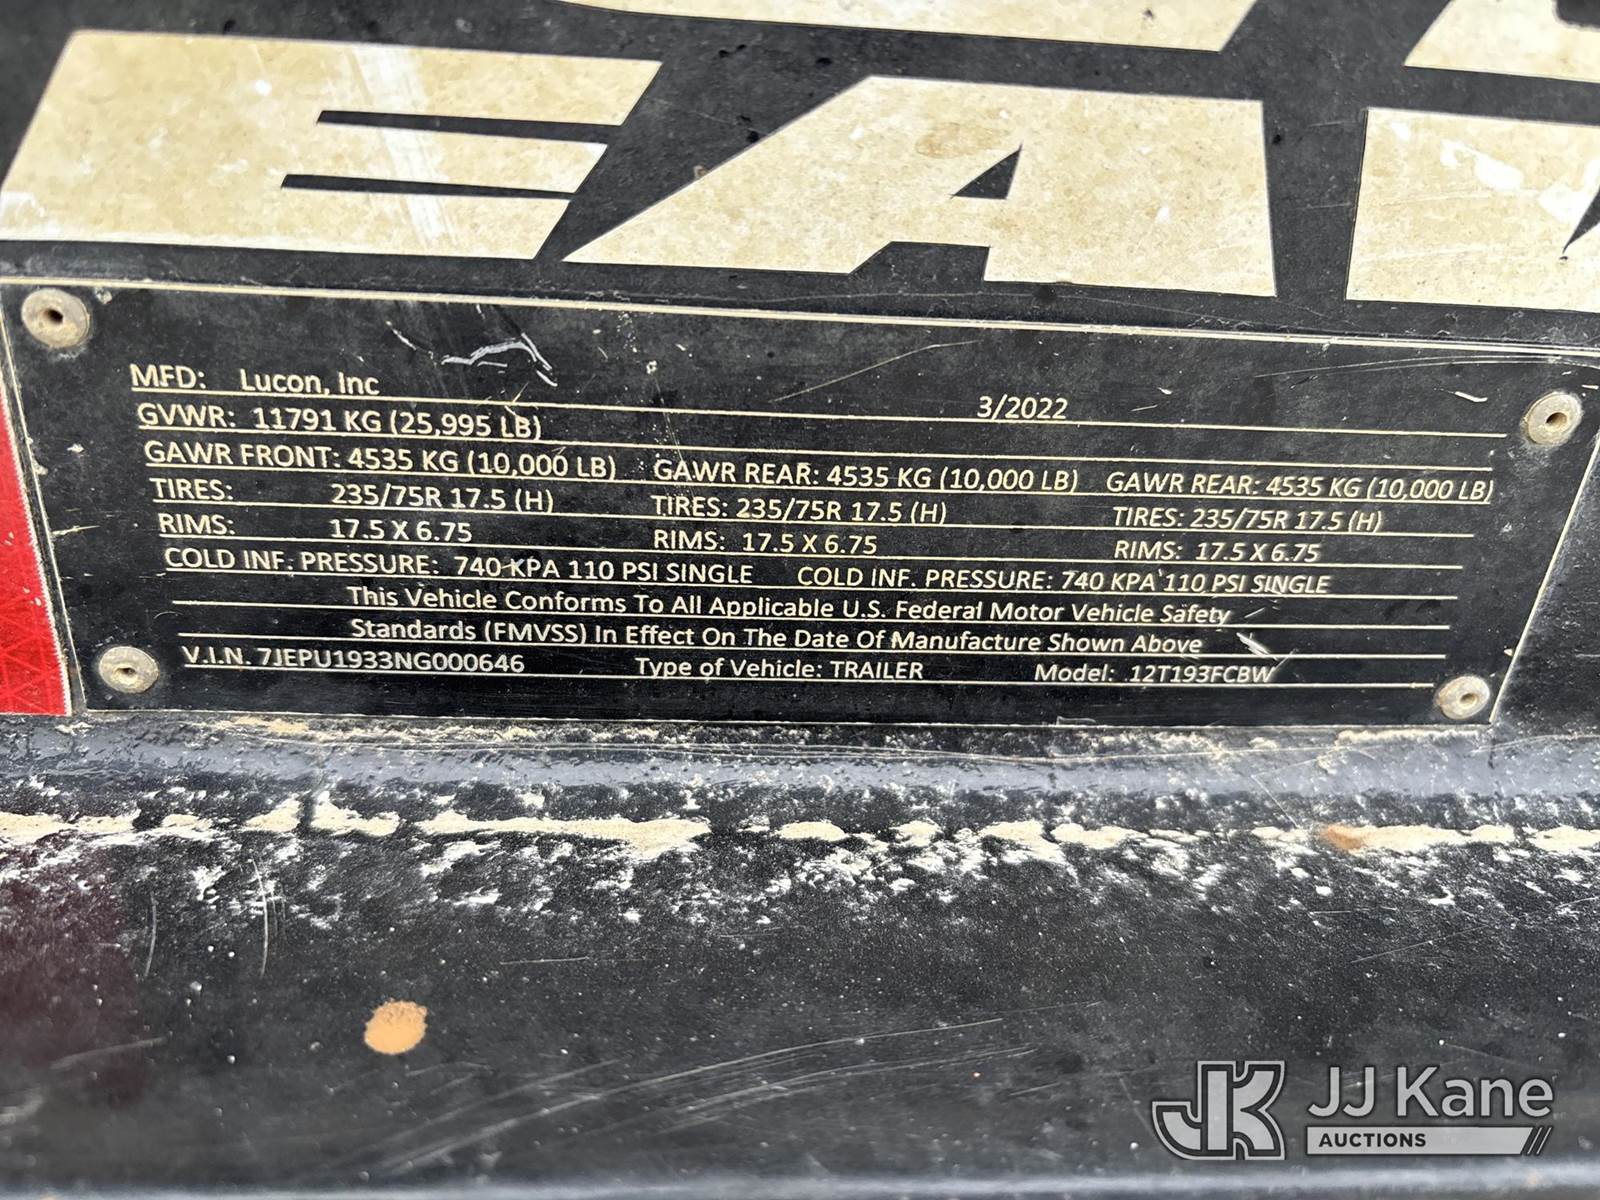 EA
MFD: Lucon, Inc 3/2022
GVWR: 11791 KG (25,995 LB)
GAWR FRONT: 4535 KG (10,000 LB) GAWR REAR: 4535 KG (10,000 LB) GAWR REAR: 4535 KG (10,000 LB)
TIRES: 235/75R 17.5 (H) TIRES: 235/75R 17.5 (H) TIRES: 235/75R 17.5 (H)
RIMS: 17.5 X 6.75 RIMS: 17.5 X 6.75 RIMS: 17.5 X 6.75
COLD INF. PRESSURE: 740 KPA 110 PSI SINGLE COLD INF. PRESSURE: 740 KPA 110 PSI SINGLE
This Vehicle Conforms To All Applicable U.S. Federal Motor Vehicle Safety
Standards (FMVSS) In Effect On The Date Of Manufacture Shown Above
V.I.N. 7JEPU1933NG000646 Type of Vehicle: TRAILER Model: 12T193FCBW
JK JJ Kane
AUCTIONS